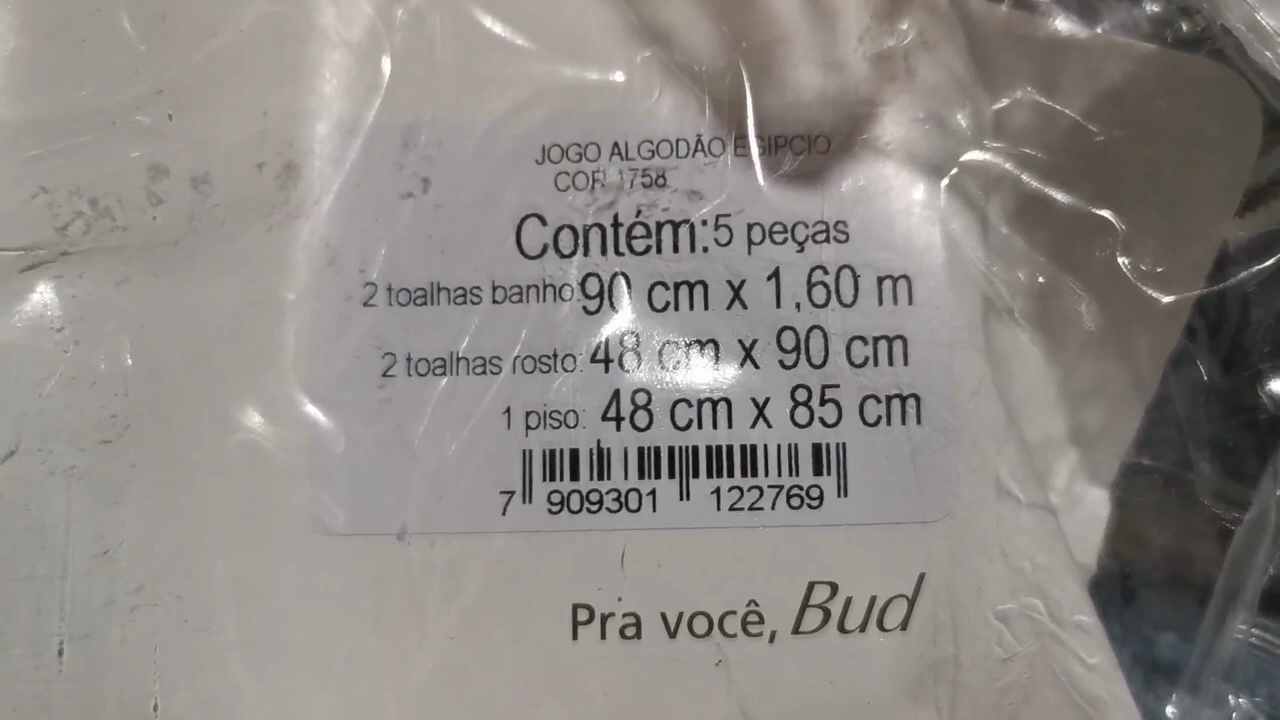 JOGO ALGODÃO EGIPCIO
COR 1758
Contém:5 peças
2 toalhas banho:90 cm x 1,60 m
2 toalhas rosto: 48 cm x 90 cm
1 piso: 48 cm x 85 cm
7 909301 122769
Pra você, Bud